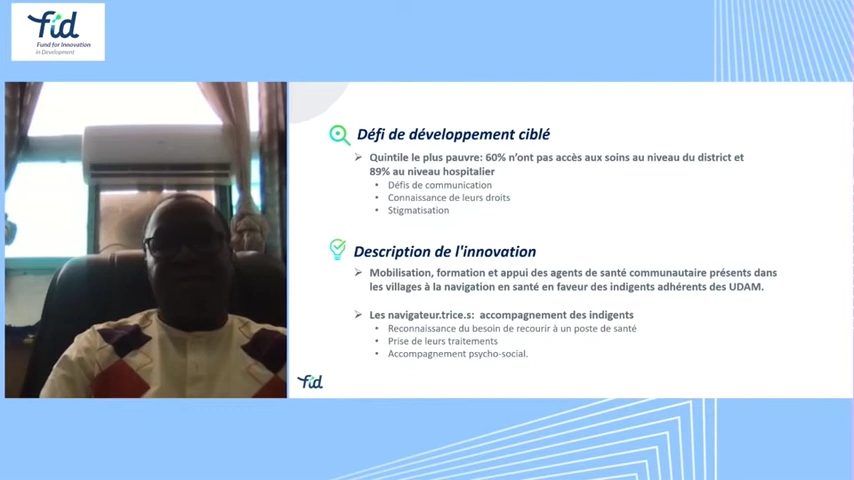 fid
Fund for Innovation
in Development
Défi de développement ciblé
Quintile le plus pauvre: 60% n'ont pas accès aux soins au niveau du district et
89% au niveau hospitalier
Défis de communication
Connaissance de leurs droits
Stigmatisation
Description de l'innovation
Mobilisation, formation et appui des agents de santé communautaire présents dans
les villages à la navigation en santé en faveur des indigents adhérents des UDAM.
Les navigateur.trice.s: accompagnement des indigents
Reconnaissance du besoin de recourir à un poste de santé
Prise de leurs traitements
Accompagnement psycho-social.
fid